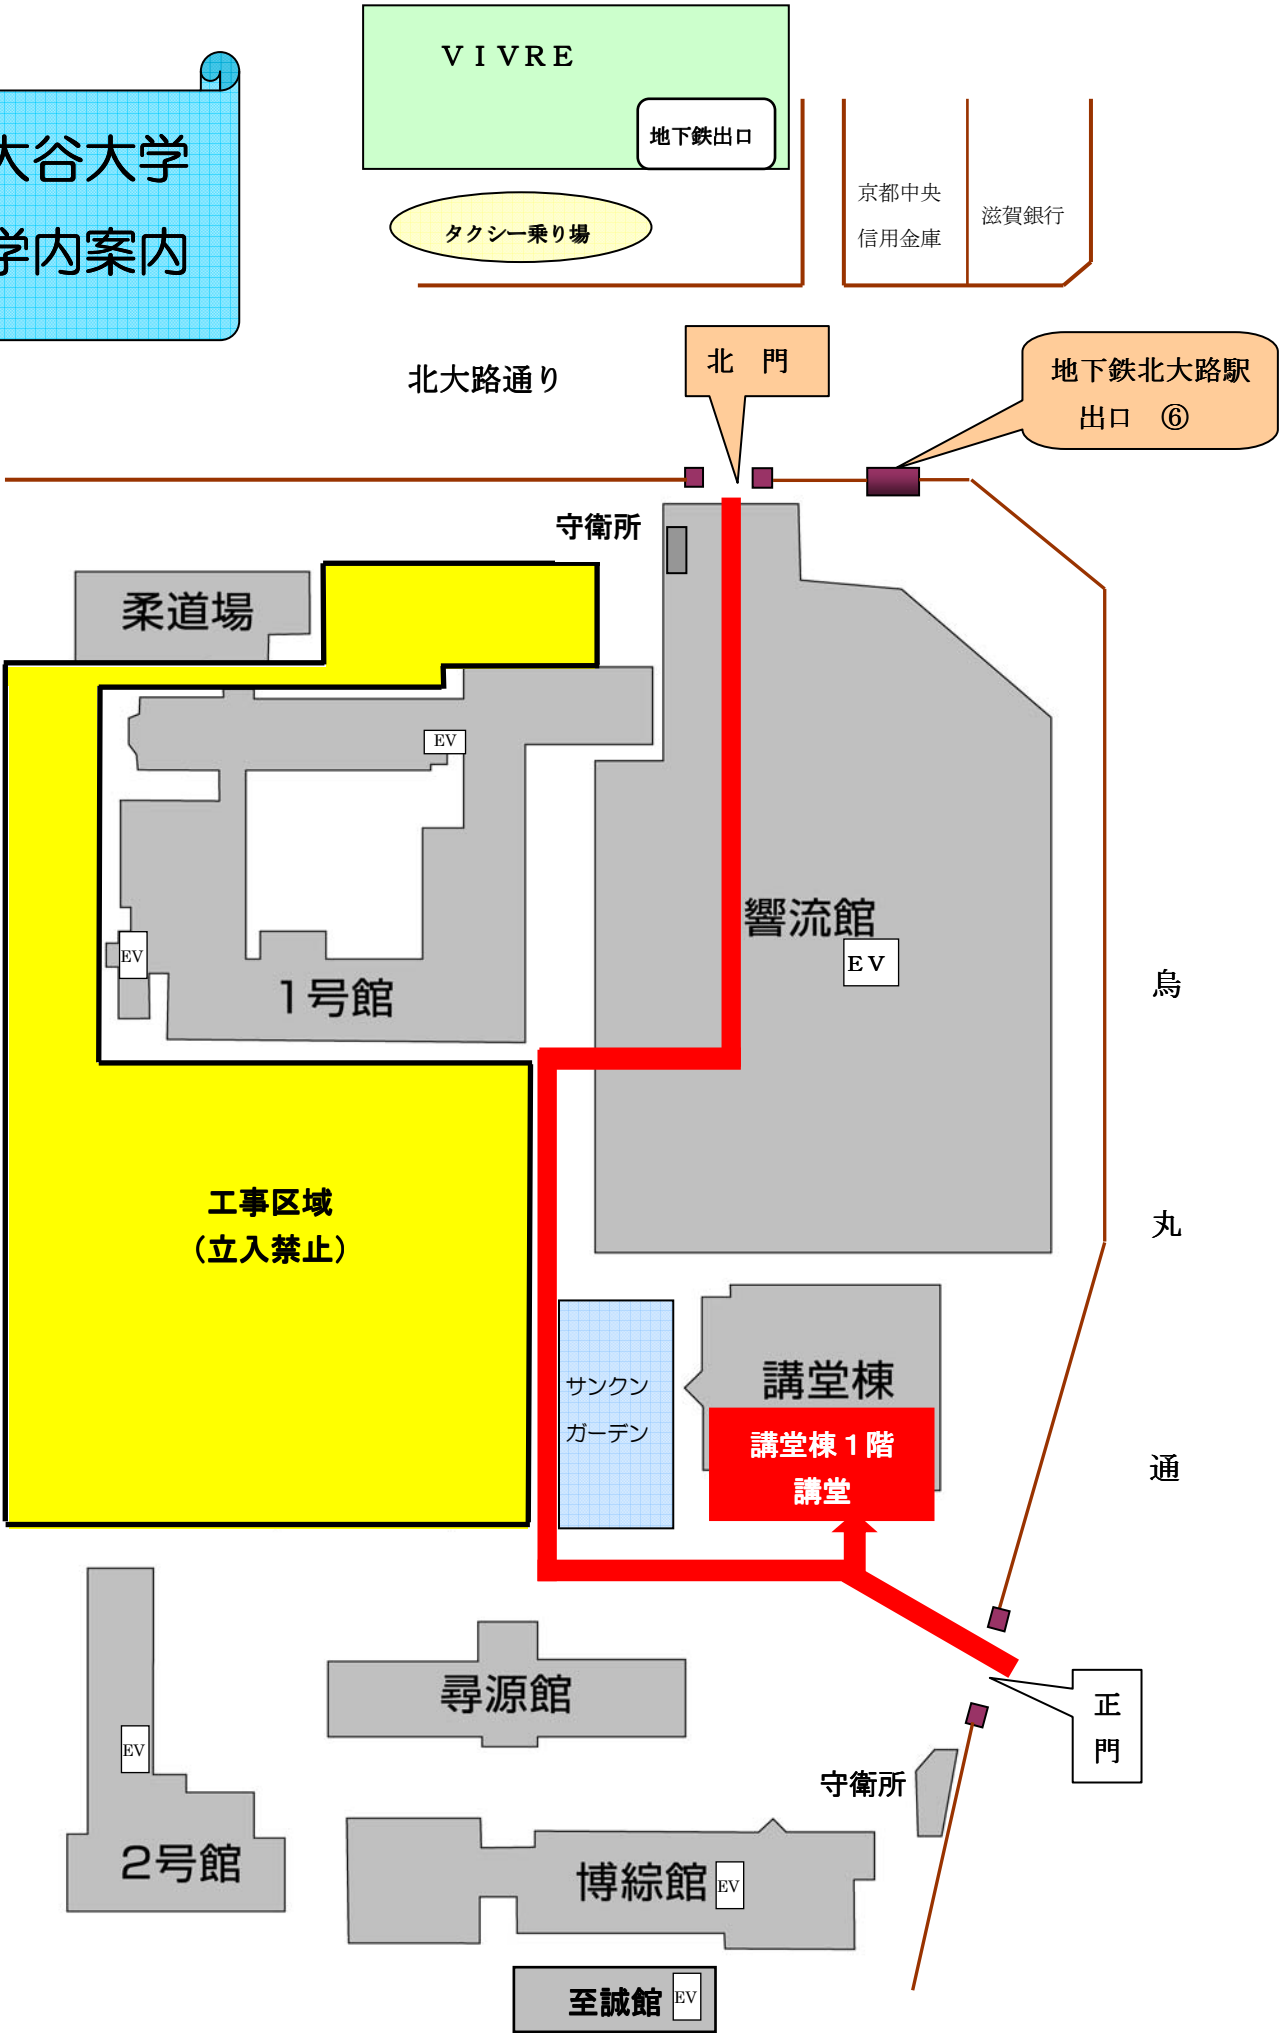 ＶＩＶＲＥ
地下鉄出口
大谷大学
学内案内
タクシー乗り場
京都中央
信用金庫
滋賀銀行
北大路通り
北　門
地下鉄北大路駅
出口　⑥
守衛所
柔道場
EV
響流館
ＥＶ
EV
1号館
烏
丸
通
工事区域
（立入禁止）
サンクン
ガーデン
講堂棟
講堂棟１階
講堂
尋源館
正
門
EV
守衛所
2号館
博綜館
EV
至誠館
EV